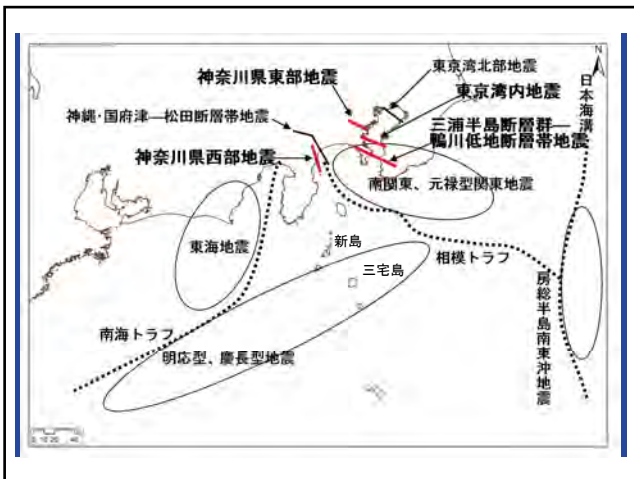 東京湾北部地震
神奈川県東部地震
東京湾内地震
神縄・国府津―松田断層帯地震
三浦半島断層群―
鴨川低地断層帯地震
神奈川県西部地震
南関東、元禄型関東地震
日本海溝
N
東海地震
新島
三宅島
相模トラフ
南海トラフ
明応型、慶長型地震
房総半島南東沖地震